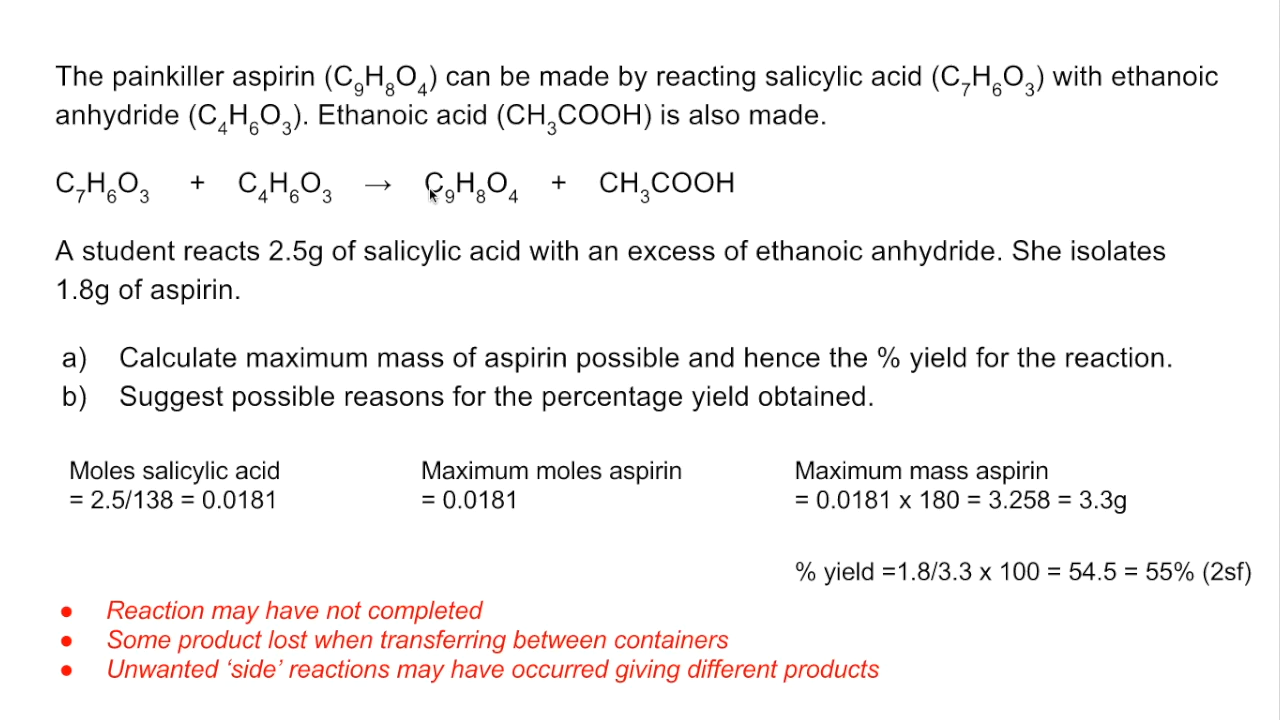 The painkiller aspirin (C₉H₈O₄) can be made by reacting salicylic acid (C₇H₆O₃) with ethanoic
anhydride (C₄H₆O₃). Ethanoic acid (CH₃COOH) is also made.
C₇H₆O₃ + C₄H₆O₃ → C₉H₈O₄ + CH₃COOH
A student reacts 2.5g of salicylic acid with an excess of ethanoic anhydride. She isolates
1.8g of aspirin.
a) Calculate maximum mass of aspirin possible and hence the % yield for the reaction.
b) Suggest possible reasons for the percentage yield obtained.
Moles salicylic acid
= 2.5/138 = 0.0181
Maximum moles aspirin
= 0.0181
Maximum mass aspirin
= 0.0181 x 180 = 3.258 = 3.3g
% yield =1.8/3.3 x 100 = 54.5 = 55% (2sf)
● Reaction may have not completed
● Some product lost when transferring between containers
● Unwanted ‘side’ reactions may have occurred giving different products